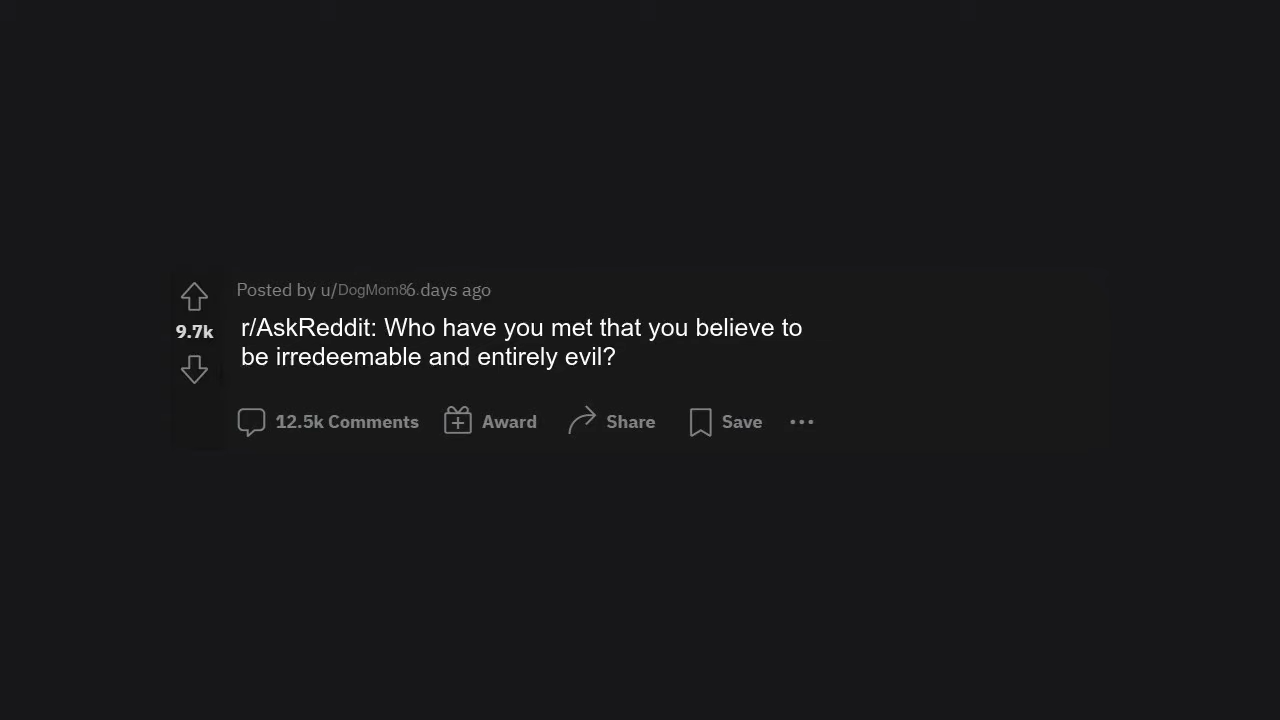 Posted by u/DogMom86.days ago
9.7k
r/AskReddit: Who have you met that you believe to
be irredeemable and entirely evil?
12.5k Comments Award Share Save